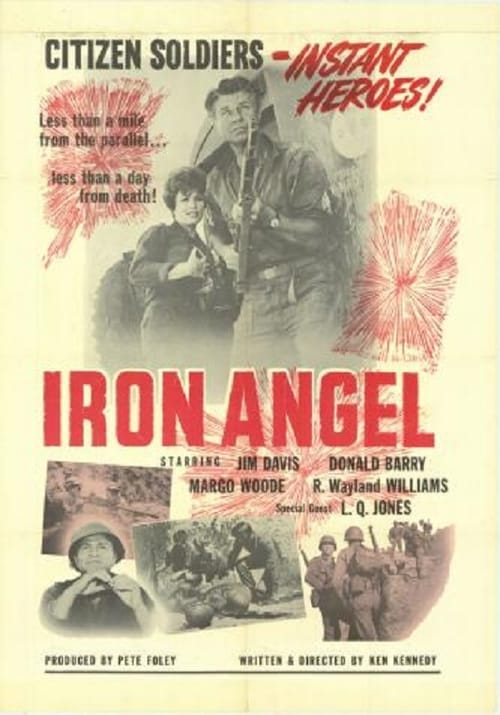 CITIZEN SOLDIERS -INSTANT
HEROES!
Less than a mile
from the parallel...
less than a day
from death!
IRON ANGEL
STARRING JIM DAVIS DONALD BARRY
MARGO WOODE R. Wayland WILLIAMS
Special Guest L. Q. JONES
PRODUCED BY PETE FOLEY WRITTEN & DIRECTED BY KEN KENNEDY